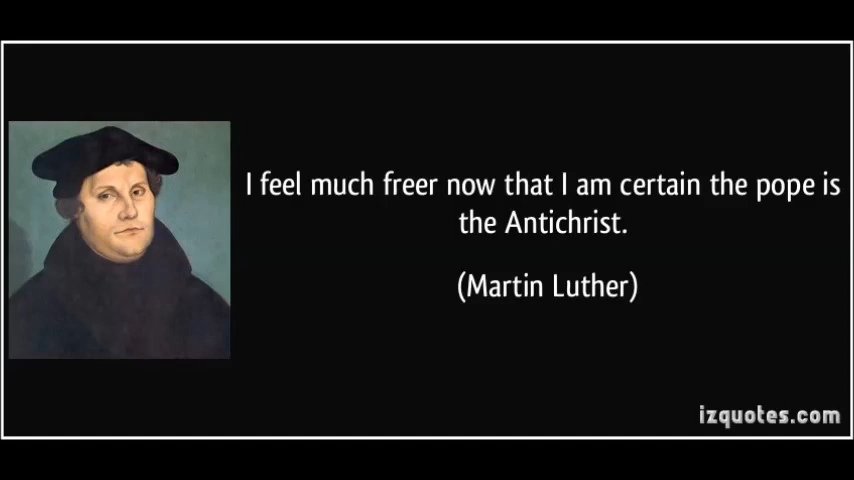 I feel much freer now that I am certain the pope is
the Antichrist.
(Martin Luther)
izquotes.com